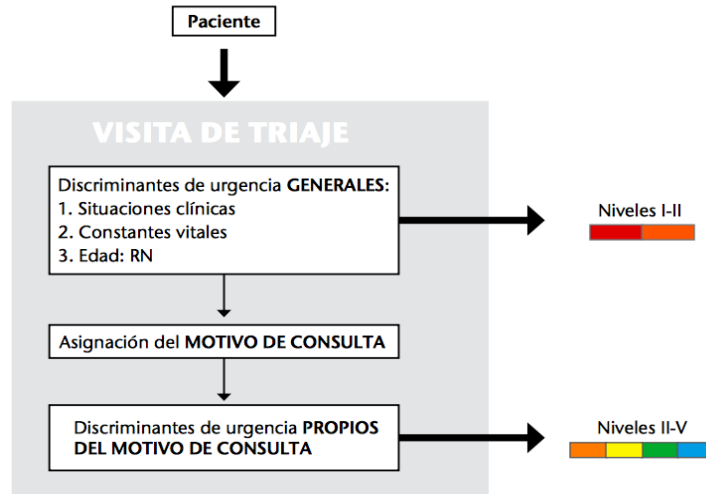 Paciente
VISITA DE TRIAJE
Discriminantes de urgencia GENERALES:
1. Situaciones clínicas
2. Constantes vitales
3. Edad: RN
Niveles I-II
Asignación del MOTIVO DE CONSULTA
Discriminantes de urgencia PROPIOS
DEL MOTIVO DE CONSULTA
Niveles II-V